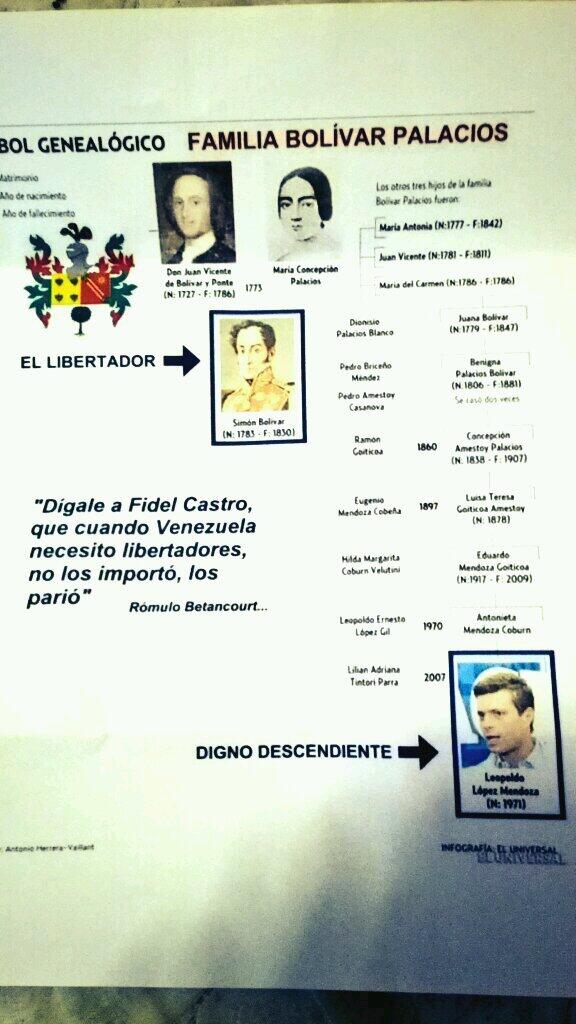 BOL GENEALÓGICO FAMILIA BOLÍVAR PALACIOS
Matrimonio
Año de nacimiento
Año de fallecimiento
Don Juan Vicente
de Bolívar y Ponte
(N: 1727 - F: 1786)
1773
María Concepción
Palacios
Los otros tres hijos de la familia
Bolívar Palacios fueron:
María Antonia (N:1777 - F:1842)
Juan Vicente (N:1781 - F:1811)
María del Carmen (N:1786 - F:1786)
EL LIBERTADOR
Simón Bolívar
(N: 1783 - F: 1830)
Dionisio
Palacios Blanco
Juana Bolívar
(N:1779 - F:1847)
Pedro Briceño
Méndez
Pedro Amestoy
Casanova
Benigna
Palacios Bolívar
(N:1806 - F:1881)
Se casó dos veces
Ramón
Goiticoa
1860
Concepción
Amestoy Palacios
(N: 1838 - F: 1907)
Eugenio
Mendoza Cobeña
1897
Luisa Teresa
Goiticoa Amestoy
(N: 1878)
Hilda Margarita
Coburn Velutini
Eduardo
Mendoza Goiticoa
(N:1917 - F: 2009)
Leopoldo Ernesto
López Gil
1970
Antonieta
Mendoza Coburn
Lilian Adriana
Tintori Parra
2007
"Dígale a Fidel Castro,
que cuando Venezuela
necesito libertadores,
no los importó, los
parió"
Rómulo Betancourt...
DIGNO DESCENDIENTE
Leopoldo
López Mendoza
(N: 1971)
Antonio Herrera-Vaillant
INFOGRAFÍA: EL UNIVERSAL
EL UNIVERSAL